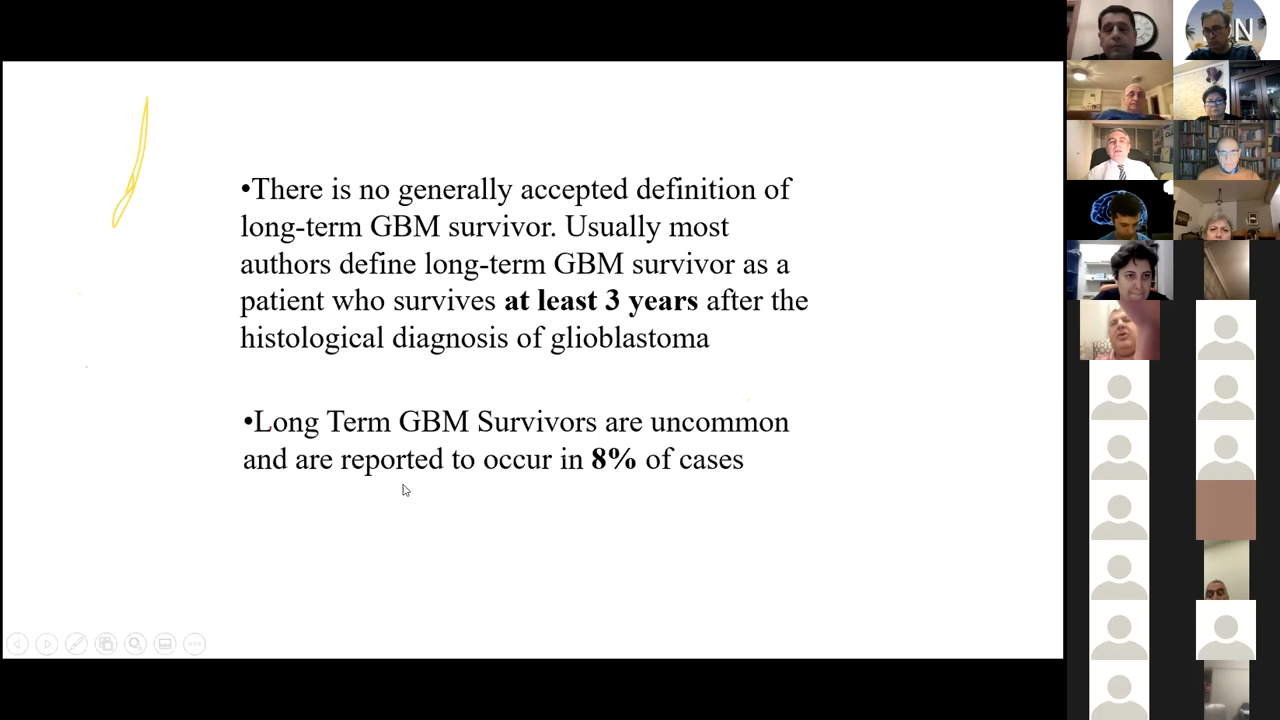 •There is no generally accepted definition of
long-term GBM survivor. Usually most
authors define long-term GBM survivor as a
patient who survives at least 3 years after the
histological diagnosis of glioblastoma
•Long Term GBM Survivors are uncommon
and are reported to occur in 8% of cases
N